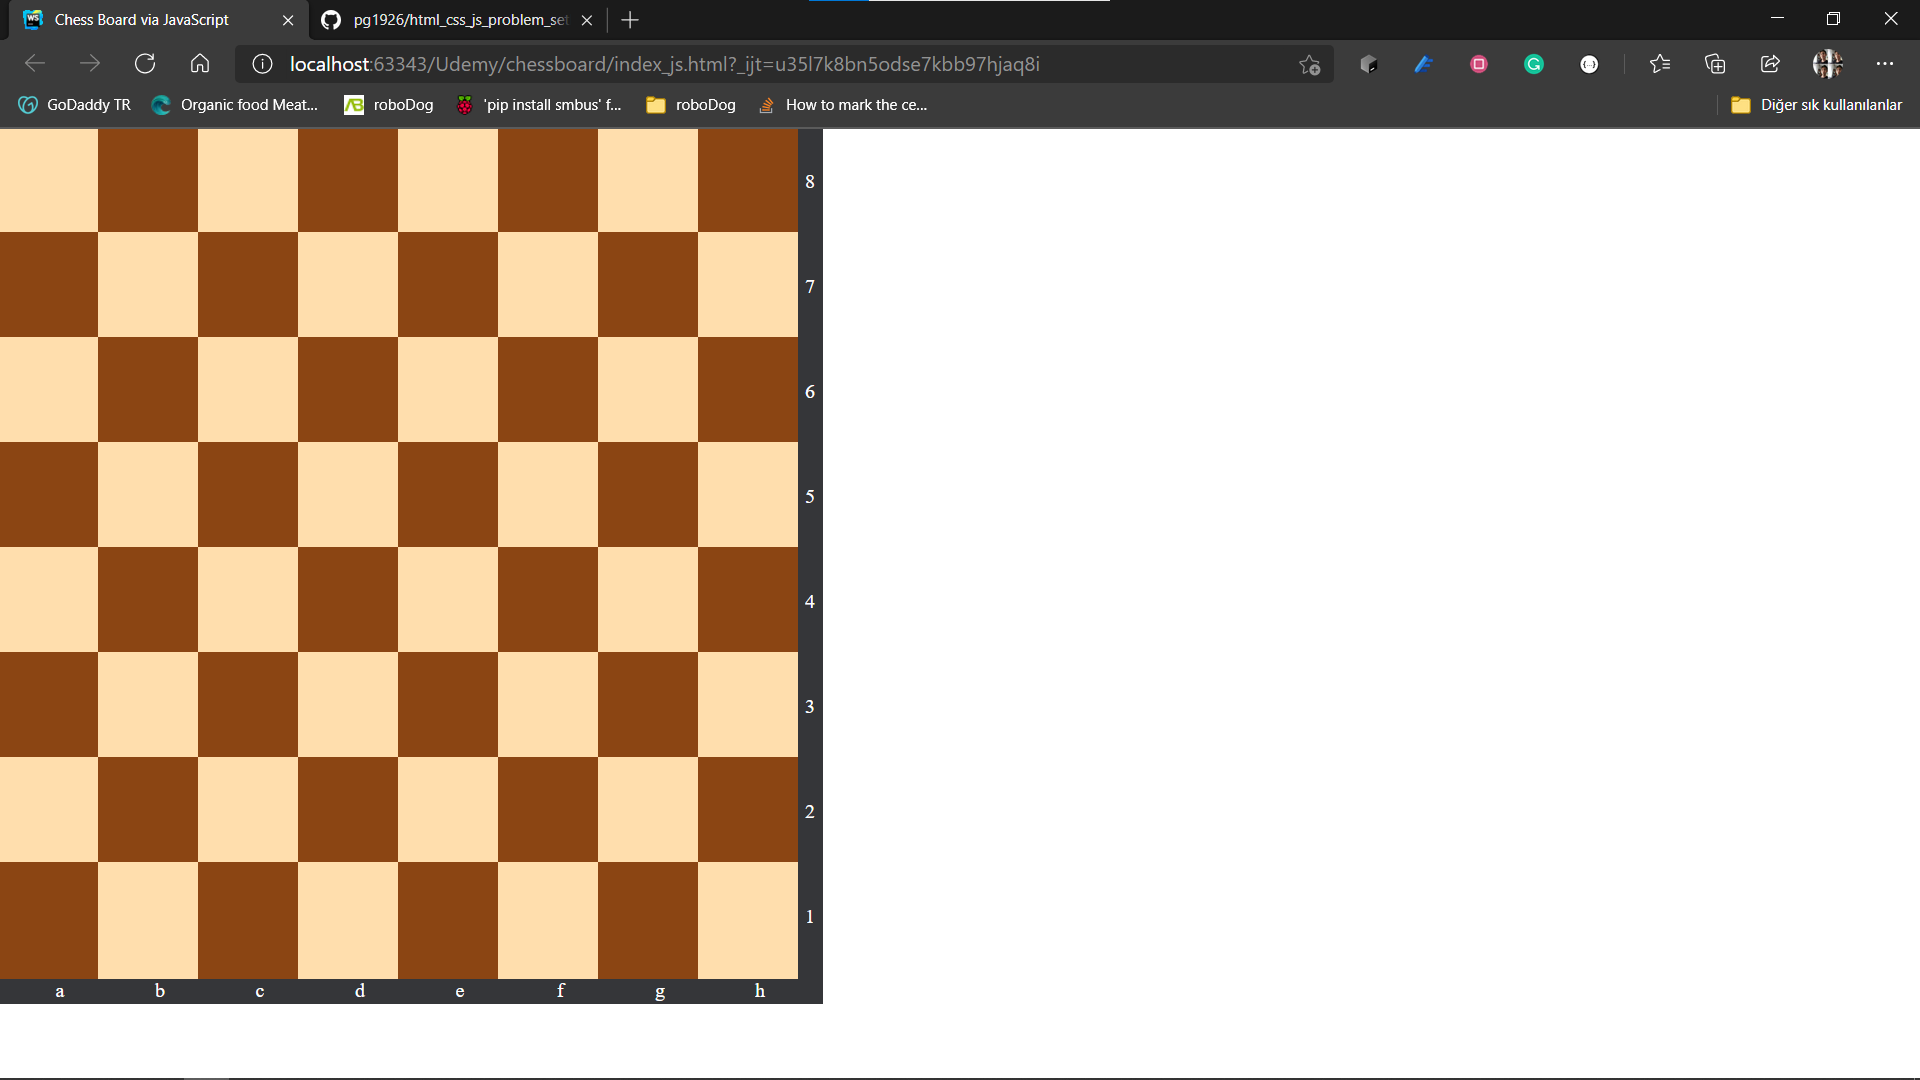 Chess Board via JavaScript
pg1926/html_css_js_problem_set
localhost:63343/Udemy/chessboard/index_js.html?_ijt=u35l7k8bn5odse7kbb97hjaq8i
GoDaddy TR
Organic food Meat...
roboDog
'pip install smbus' f...
roboDog
How to mark the ce...
Diğer sık kullanılanlar
8
7
6
5
4
3
2
1
a b c d e f g h